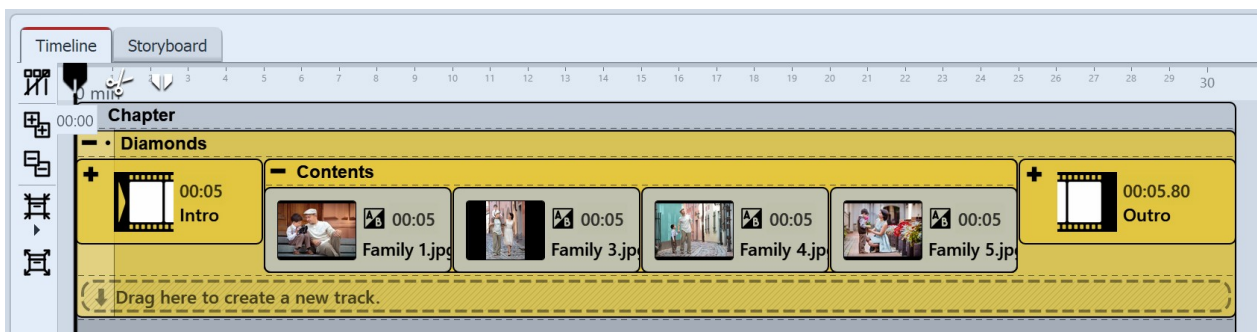 Timeline
Storyboard
0 min
3 4 5 6 7 8 9 10 11 12 13 14 15 16 17 18 19 20 21 22 23 24 25 26 27 28 29 30
00:00
Chapter
Diamonds
00:05
Intro
Contents
00:05
Family 1.jpg
00:05
Family 3.jpg
00:05
Family 4.jpg
00:05
Family 5.jpg
00:05.80
Outro
Drag here to create a new track.